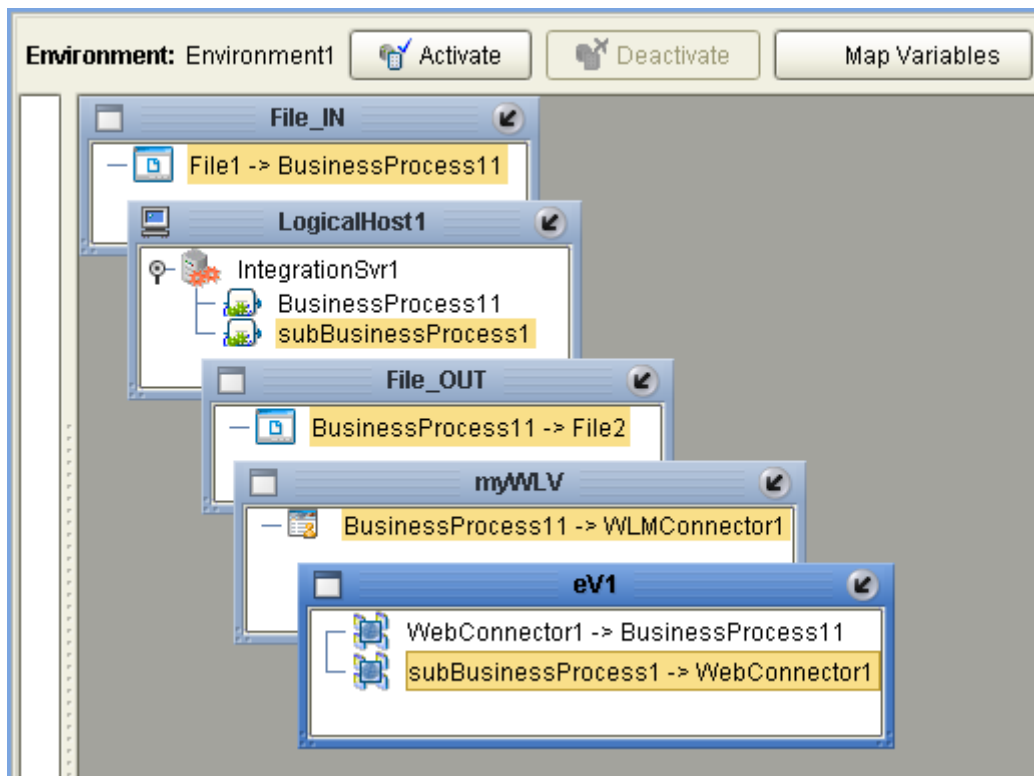 Environment: Environment1 Activate Deactivate Map Variables
File_IN
File1 -> BusinessProcess11
LogicalHost1
IntegrationSvr1
BusinessProcess11
subBusinessProcess1
File_OUT
BusinessProcess11 -> File2
myWLV
BusinessProcess11 -> WLMConnector1
eV1
WebConnector1 -> BusinessProcess11
subBusinessProcess1 -> WebConnector1